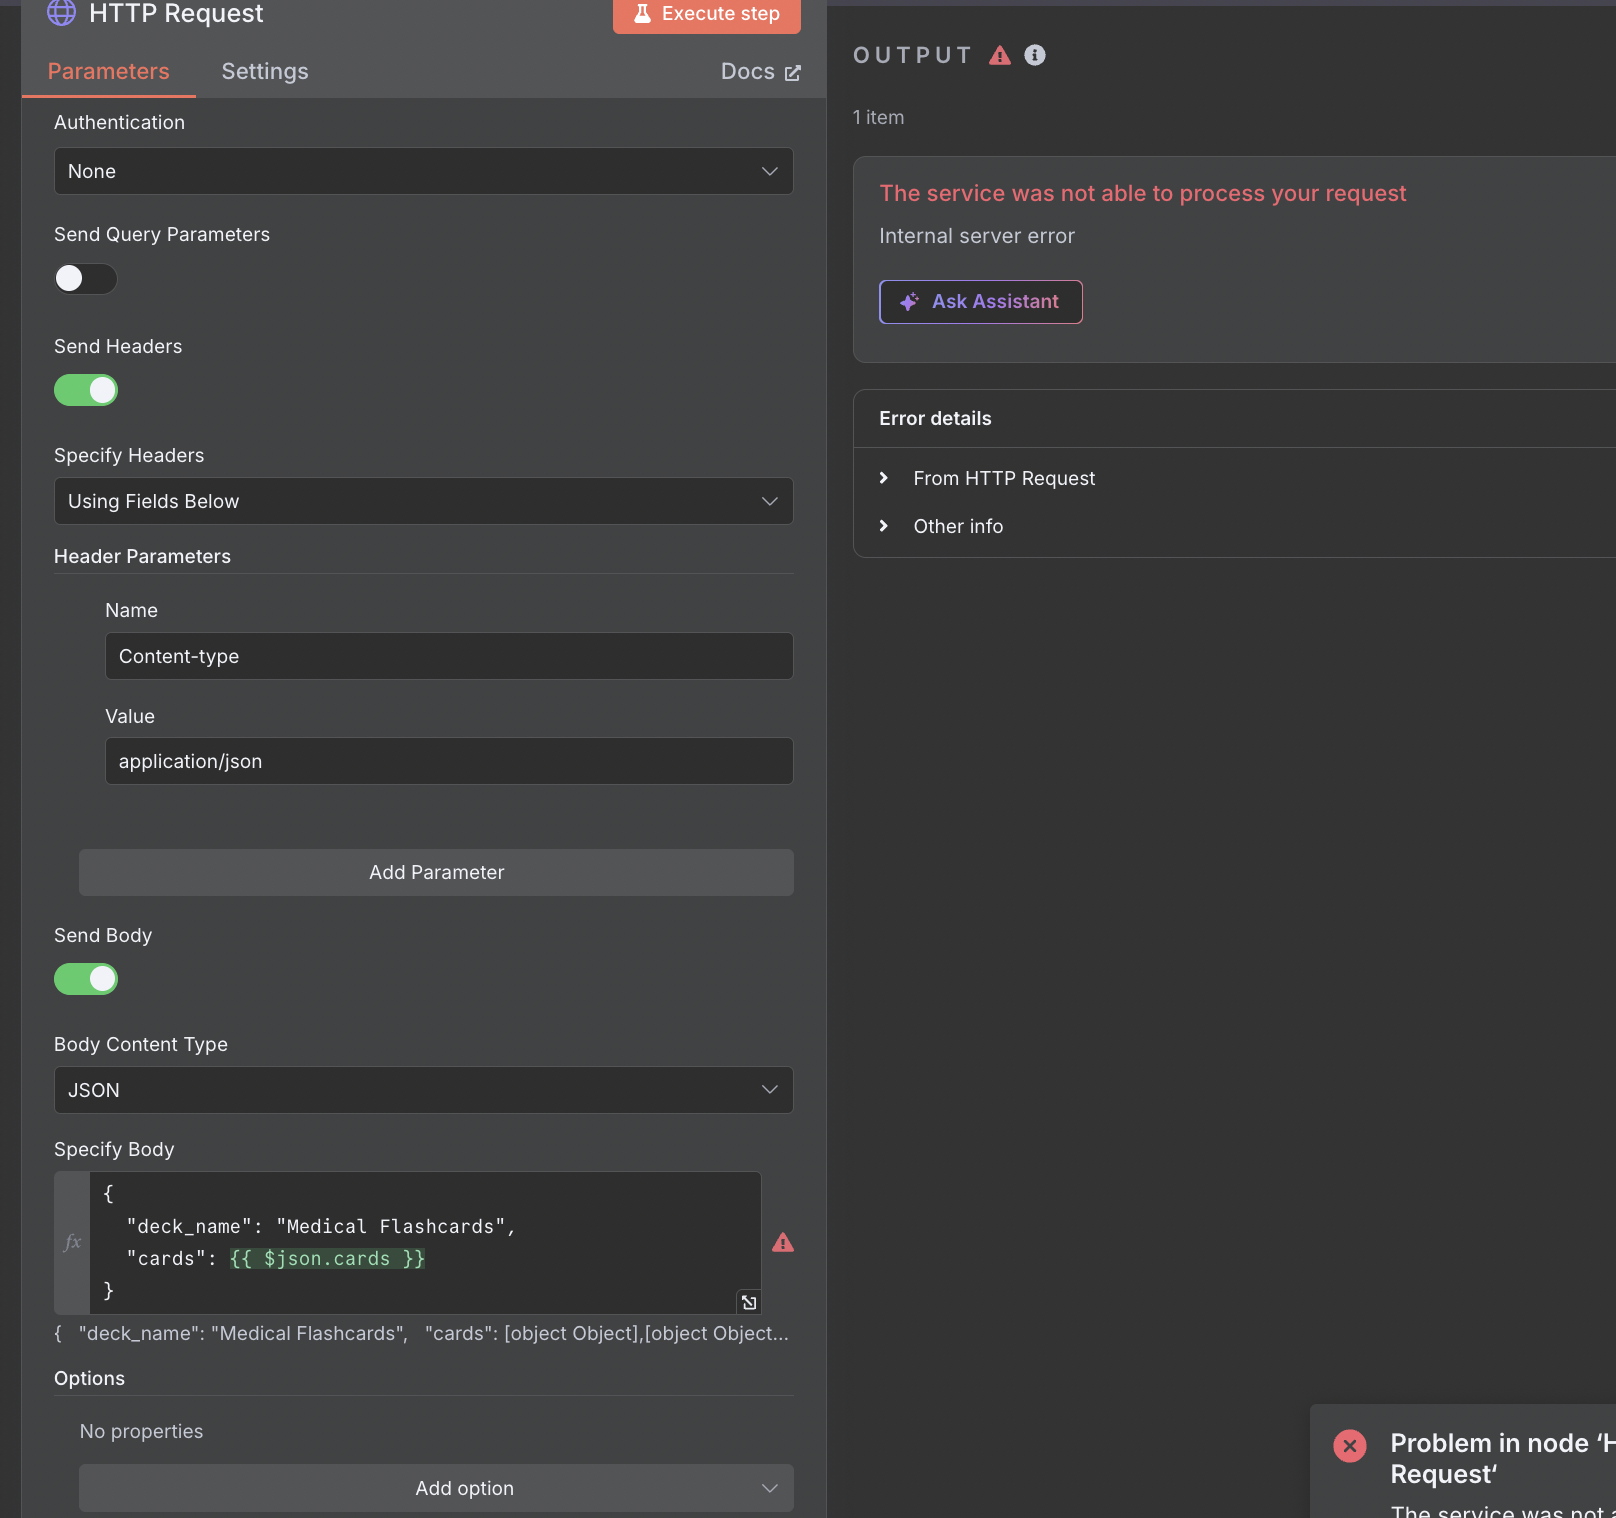 HTTP Request
Execute step
Parameters
Settings
Docs
Authentication
None
Send Query Parameters
Send Headers
Specify Headers
Using Fields Below
Header Parameters
Name
Content-type
Value
application/json
Add Parameter
Send Body
Body Content Type
JSON
Specify Body
fx
{
"deck_name": "Medical Flashcards",
"cards": {{ $json.cards }}
}
{ "deck_name": "Medical Flashcards", "cards": [object Object],[object Object...
Options
No properties
Add option
OUTPUT
1 item
The service was not able to process your request
Internal server error
Ask Assistant
Error details
From HTTP Request
Other info
Problem in node ‘H
Request‘
The service was not